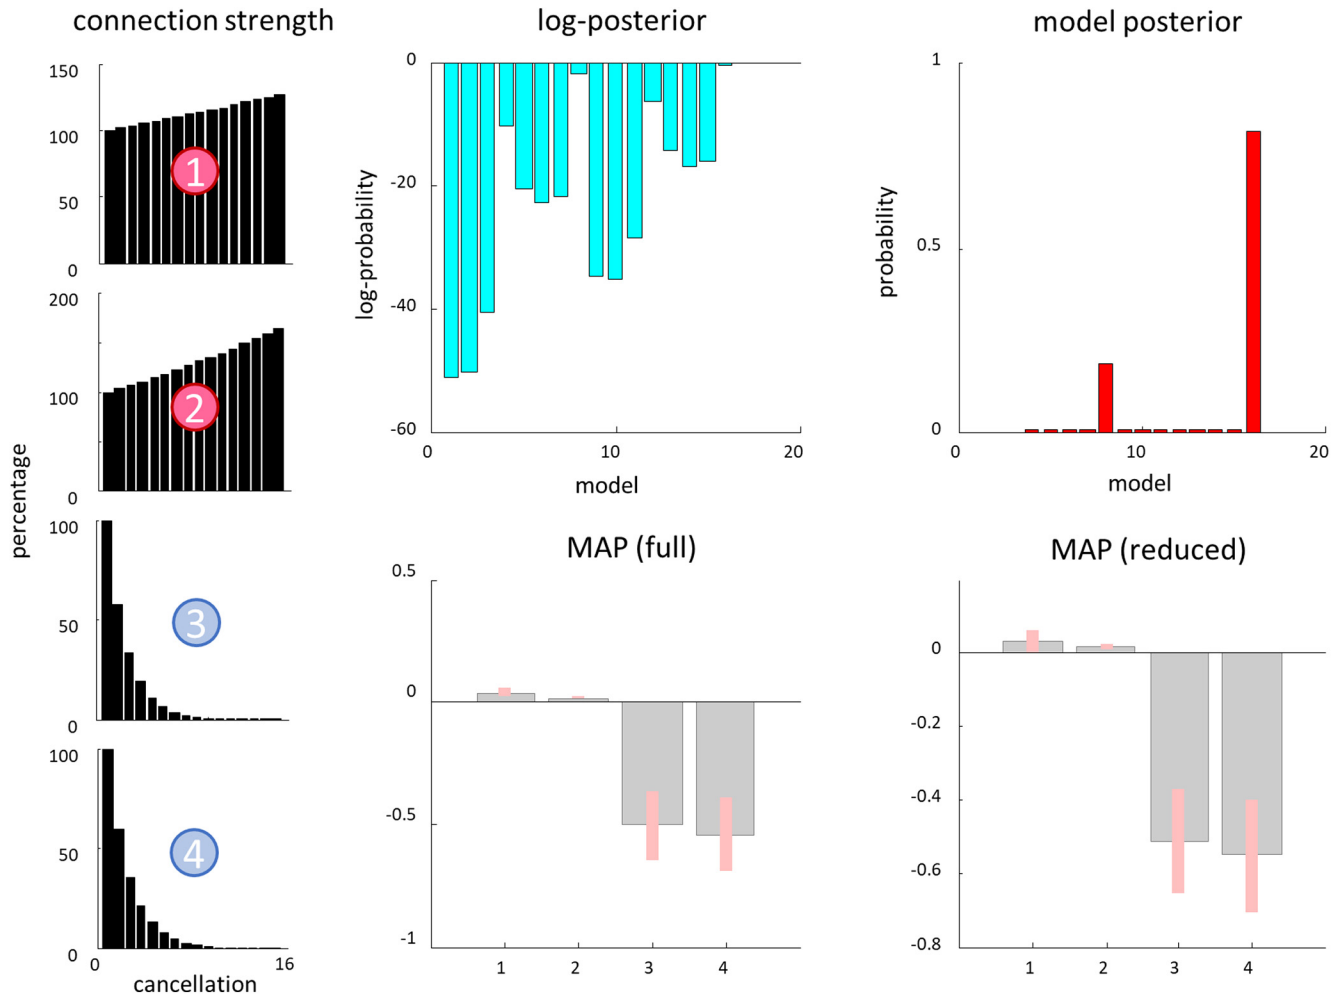 connection strength
150
100
50
0
1
200
100
0
2
percentage
100
50
0
3
100
50
0
4
0 16
cancellation
log-posterior
0
-20
-40
-60
log-probability
0 10 20
model
model posterior
1
0.5
0
probability
0 10 20
model
MAP (full)
0.5
0
-0.5
-1
1 2 3 4
MAP (reduced)
0
-0.2
-0.4
-0.6
-0.8
1 2 3 4